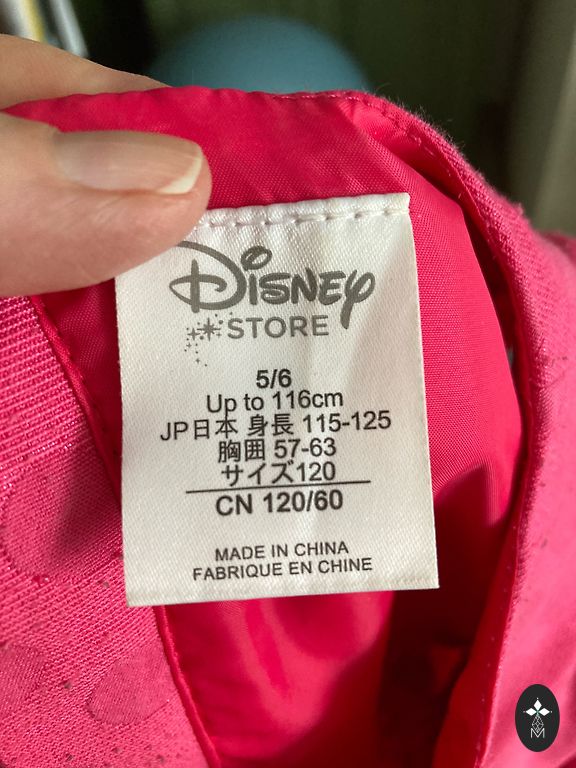 Disney
STORE
5/6
Up to 116cm
JP日本 身長 115-125
胸囲 57-63
サイズ120
CN 120/60
MADE IN CHINA
FABRIQUE EN CHINE
M